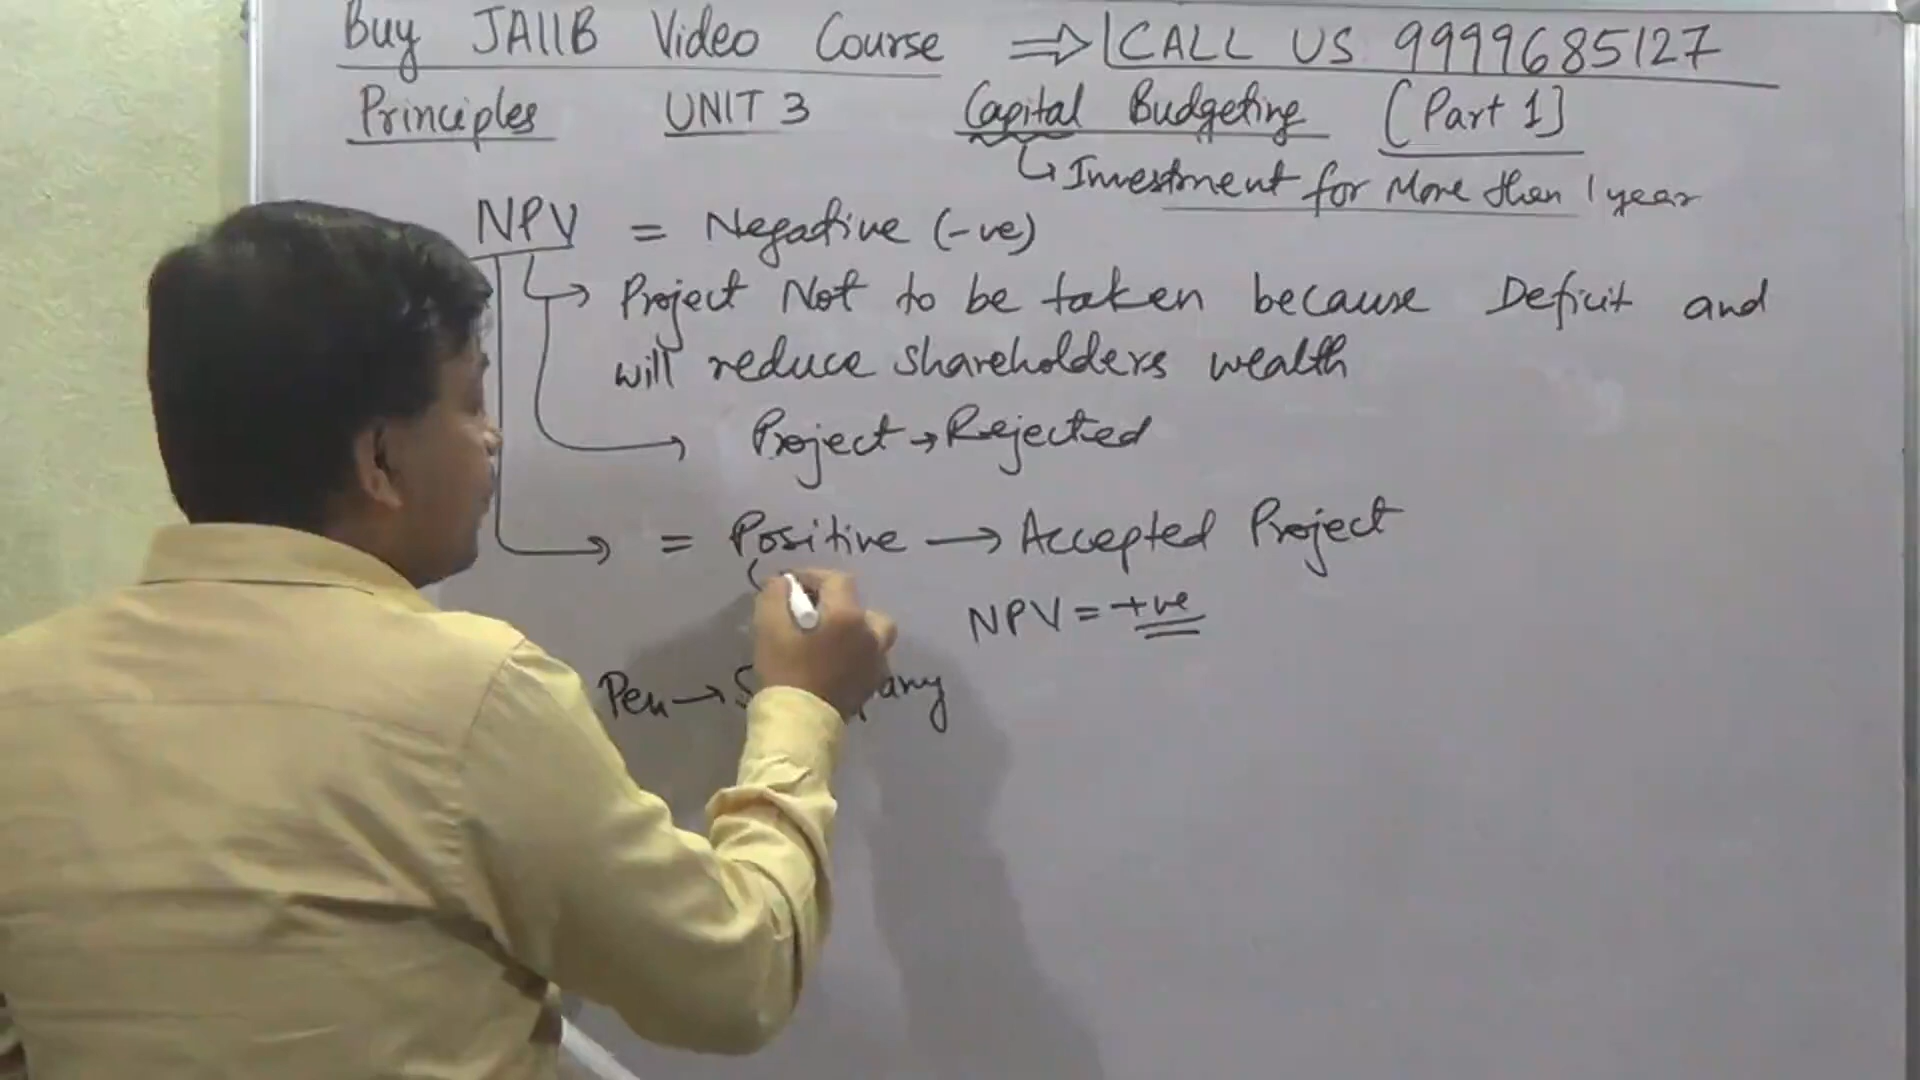 Buy JAIIB Video Course ⇒ CALL US 9999685127
Principles UNIT 3 Capital Budgeting [Part 1]
↳ Investment for More then 1 year
NPV = Negative (-ve)
→ Project Not to be taken because Deficit and
will reduce shareholders wealth
→ Project → Rejected
→ = Positive → Accepted Project
NPV = +ve
Pen →